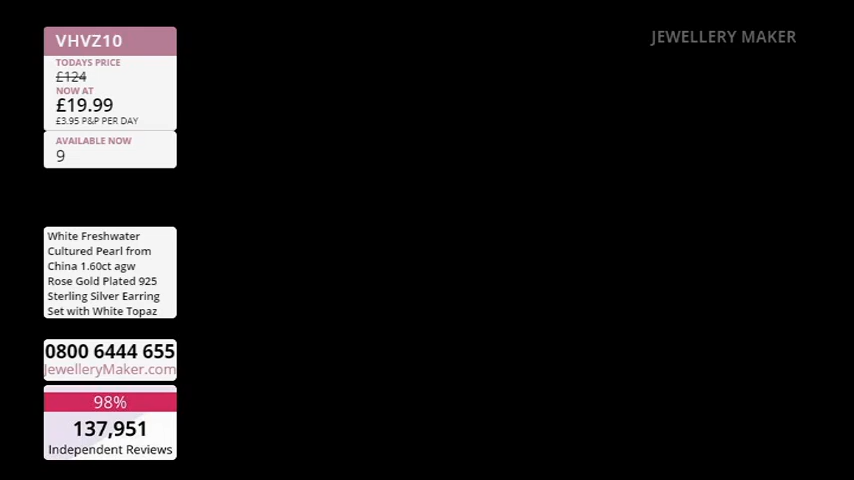 VHVZ10
JEWELLERY MAKER
TODAYS PRICE
£124
NOW AT
£19.99
£3.95 P&P PER DAY
AVAILABLE NOW
9
White Freshwater
Cultured Pearl from
China 1.60ct agw
Rose Gold Plated 925
Sterling Silver Earring
Set with White Topaz
0800 6444 655
JewelleryMaker.com
98%
137,951
Independent Reviews